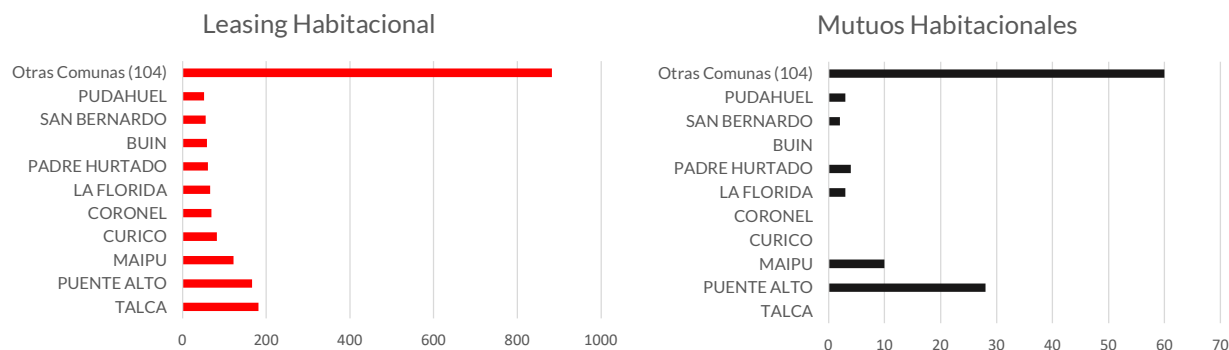 Leasing Habitacional
Otras Comunas (104)
PUDAHUEL
SAN BERNARDO
BUIN
PADRE HURTADO
LA FLORIDA
CORONEL
CURICO
MAIPU
PUENTE ALTO
TALCA
0 200 400 600 800 1000
Mutuos Habitacionales
Otras Comunas (104)
PUDAHUEL
SAN BERNARDO
BUIN
PADRE HURTADO
LA FLORIDA
CORONEL
CURICO
MAIPU
PUENTE ALTO
TALCA
0 10 20 30 40 50 60 70